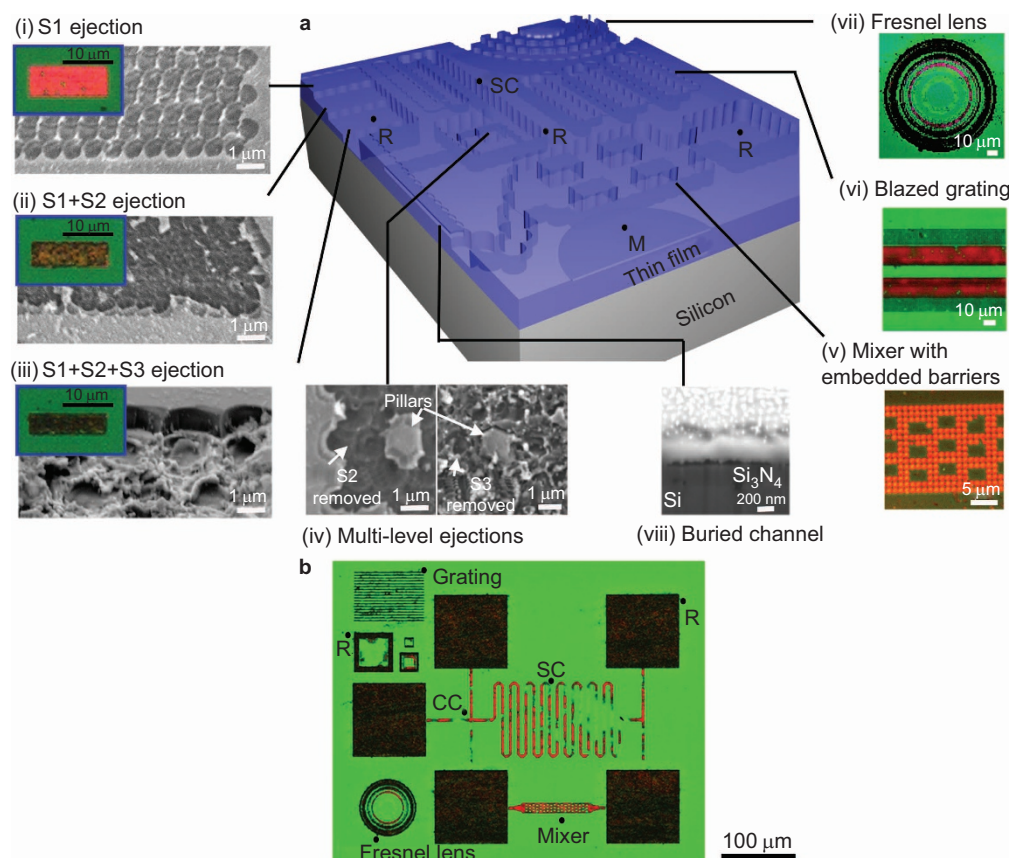 (i) S1 ejection
10 μm
1 μm
(ii) S1+S2 ejection
10 μm
1 μm
(iii) S1+S2+S3 ejection
10 μm
1 μm
a
SC
R
R
R
M
Thin film
Silicon
(vii) Fresnel lens
10 μm
(vi) Blazed grating
10 μm
(v) Mixer with
embedded barriers
5 μm
Pillars
S2
removed
1 μm
S3
removed
1 μm
(iv) Multi-level ejections
Si3N4
Si
200 nm
(viii) Buried channel
b
Grating
R
R
SC
CC
Mixer
Fresnel lens
100 μm